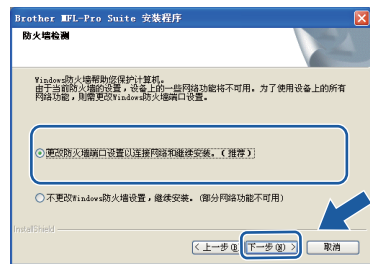 Brother MFL-Pro Suite 安装程序
防火墙检测
Windows防火墙帮助您保护计算机。
由于当前防火墙的设置，设备上的一些网络功能将不可用。为了使用设备上的所有
网络功能，则需更改Windows防火墙端口设置。
更改防火墙端口设置以连接网络和继续安装。（推荐）
不更改Windows防火墙设置，继续安装。(部分网络功能不可用)
InstallShield
< 上一步(B) 下一步(N) > 取消